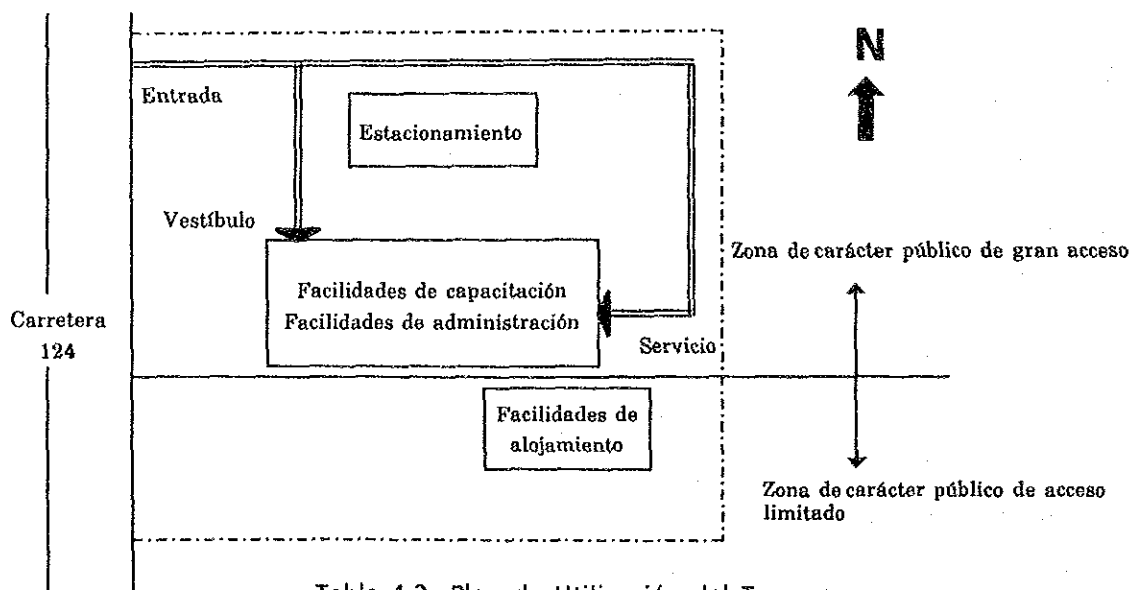 N
Entrada
Estacionamiento
Vestíbulo
Zona de carácter público de gran acceso
Facilidades de capacitación
Facilidades de administración
Carretera
124
Servicio
Facilidades de
alojamiento
Zona de carácter público de acceso
limitado